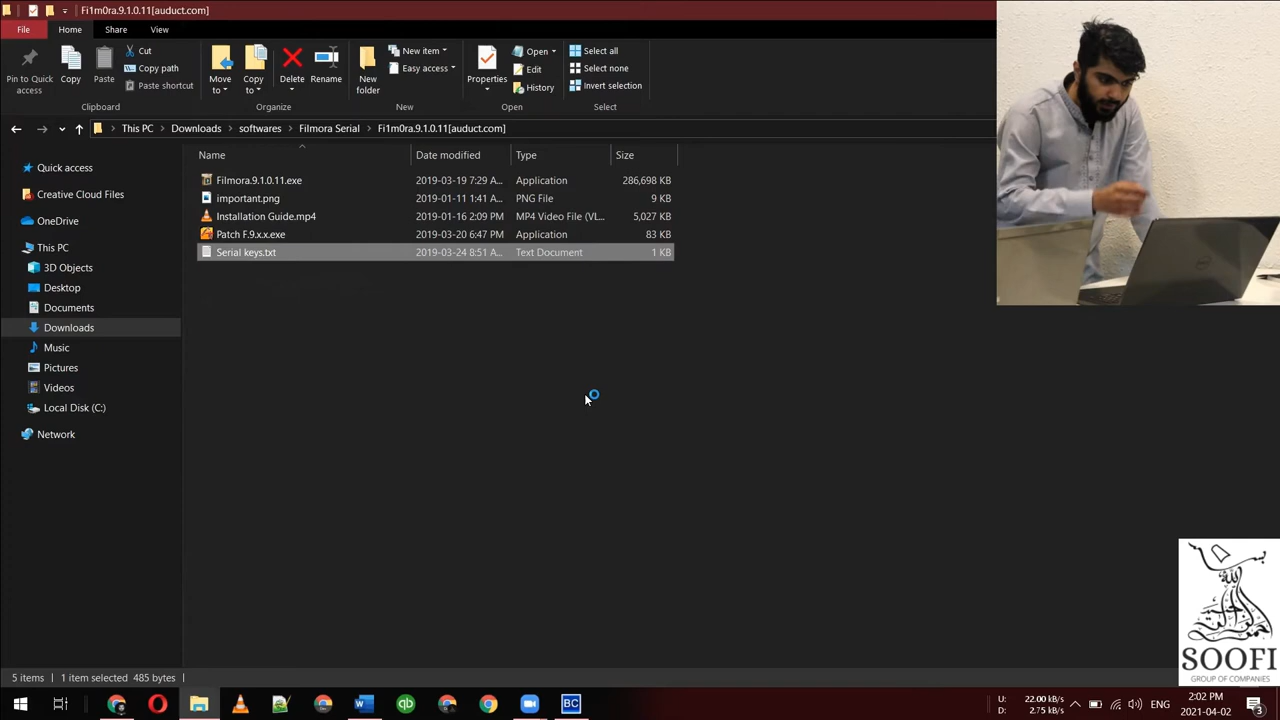 Fi1m0ra.9.1.0.11[auduct.com]
File Home Share View
Pin to Quick access
Copy
Paste
Cut
Copy path
Paste shortcut
Clipboard
Move to
Copy to
Delete
Rename
Organize
New folder
New item
Easy access
New
Properties
Open
Edit
History
Open
Select all
Select none
Invert selection
Select
This PC > Downloads > softwares > Filmora Serial > Fi1m0ra.9.1.0.11[auduct.com]
Quick access
Creative Cloud Files
OneDrive
This PC
3D Objects
Desktop
Documents
Downloads
Music
Pictures
Videos
Local Disk (C:)
Network
Name Date modified Type Size
Filmora.9.1.0.11.exe 2019-03-19 7:29 A... Application 286,698 KB
important.png 2019-01-11 1:41 A... PNG File 9 KB
Installation Guide.mp4 2019-01-16 2:09 PM MP4 Video File (VL... 5,027 KB
Patch F.9.x.x.exe 2019-03-20 6:47 PM Application 83 KB
Serial keys.txt 2019-03-24 8:51 A... Text Document 1 KB
SOOFI
GROUP OF COMPANIES
5 items 1 item selected 485 bytes
BC
U: 22.00 kB/s
D: 2.75 kB/s
ENG
2:02 PM
2021-04-02
3